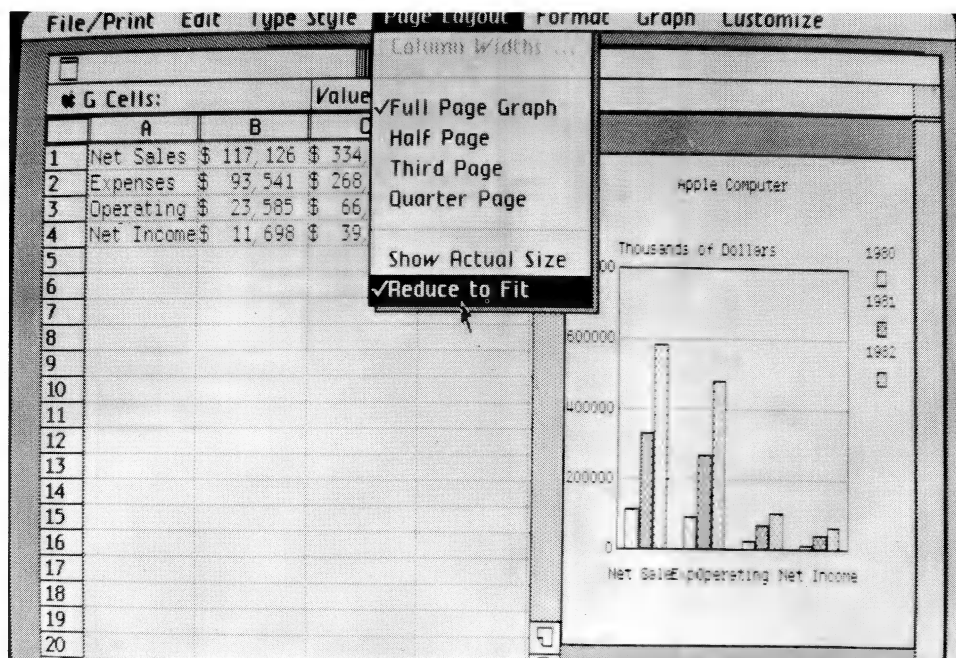 File/Print Edit Type Style Page Layout Format Graph Customize
Column Widths ...
✓Full Page Graph
Half Page
Third Page
Quarter Page
Show Actual Size
✓Reduce to Fit
G Cells: Value
A B
1 Net Sales $ 117,126 $ 334,
2 Expenses $ 93,541 $ 268,
3 Operating $ 23,585 $ 66,
4 Net Income$ 11,698 $ 39,
5
6
7
8
9
10
11
12
13
14
15
16
17
18
19
20
Apple Computer
Thousands of Dollars
1980
1981
1982
600000
400000
200000
0
Net Operating Net Income